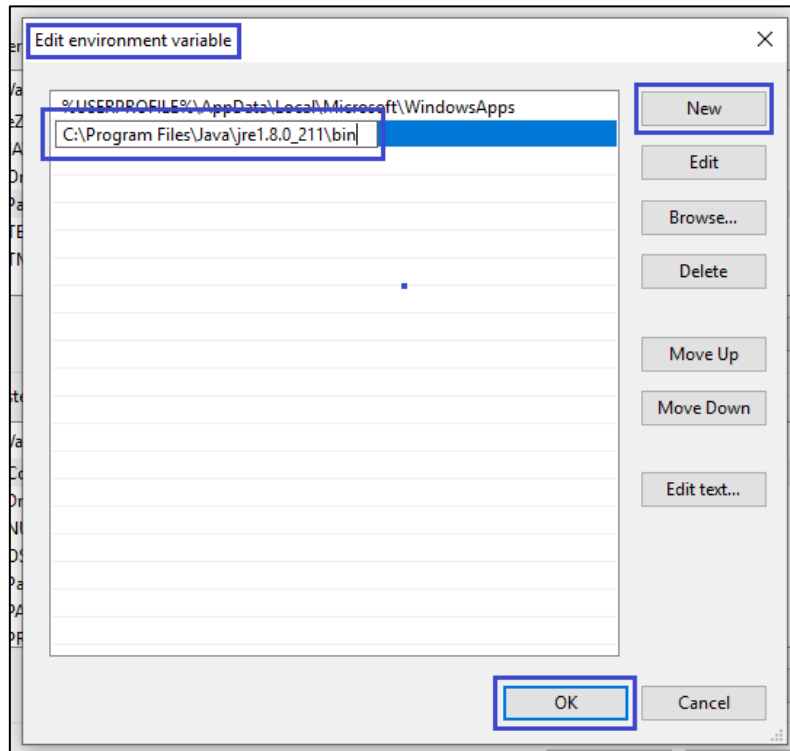 Edit environment variable
%USERPROFILE%\AppData\Local\Microsoft\WindowsApps
C:\Program Files\Java\jre1.8.0_211\bin
New
Edit
Browse...
Delete
Move Up
Move Down
Edit text...
OK
Cancel